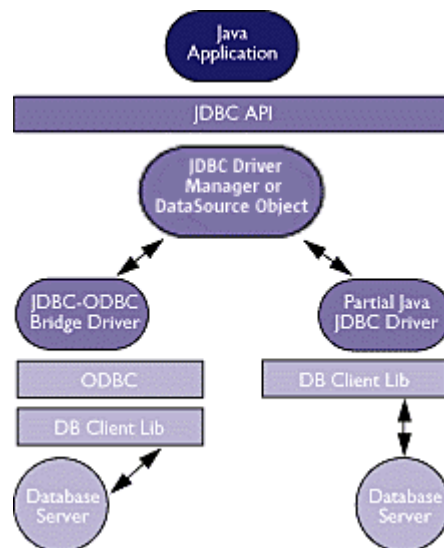 Java
Application
JDBC API
JDBC Driver
Manager or
DataSource Object
JDBC-ODBC
Bridge Driver
Partial Java
JDBC Driver
ODBC
DB Client Lib
DB Client Lib
Database
Server
Database
Server